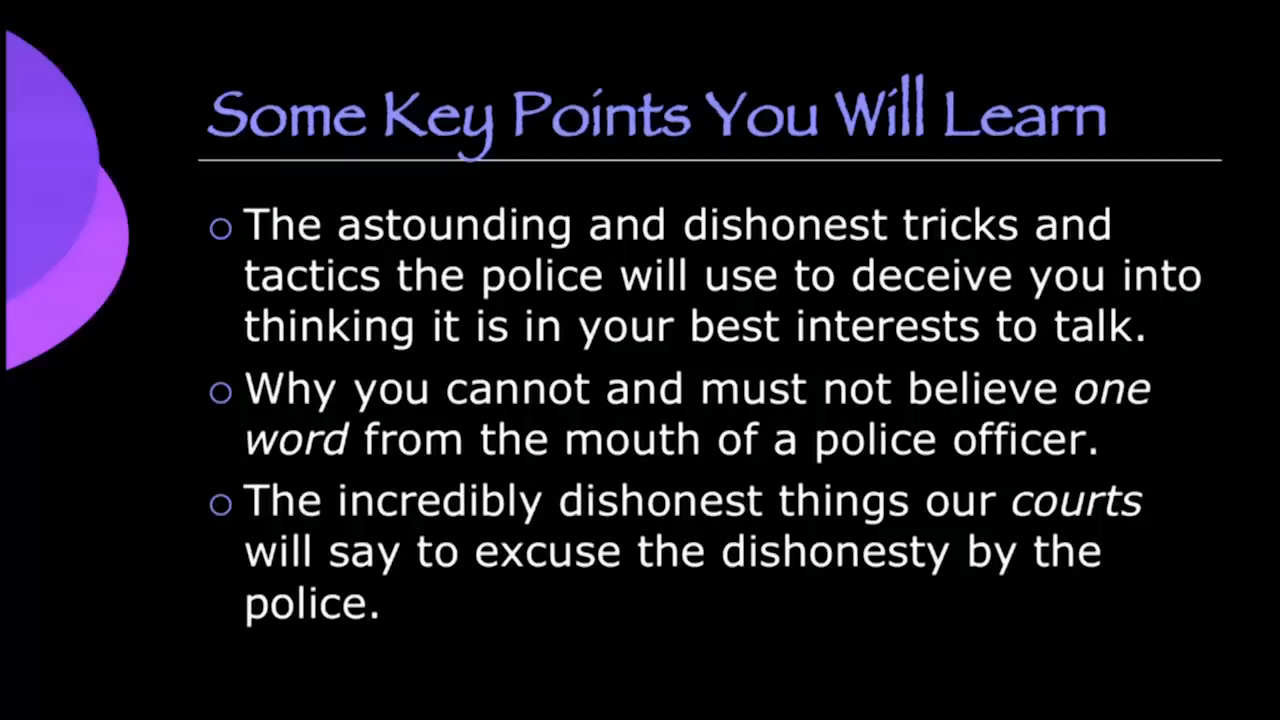 Some Key Points You Will Learn
The astounding and dishonest tricks and
tactics the police will use to deceive you into
thinking it is in your best interests to talk.
Why you cannot and must not believe one
word from the mouth of a police officer.
The incredibly dishonest things our courts
will say to excuse the dishonesty by the
police.